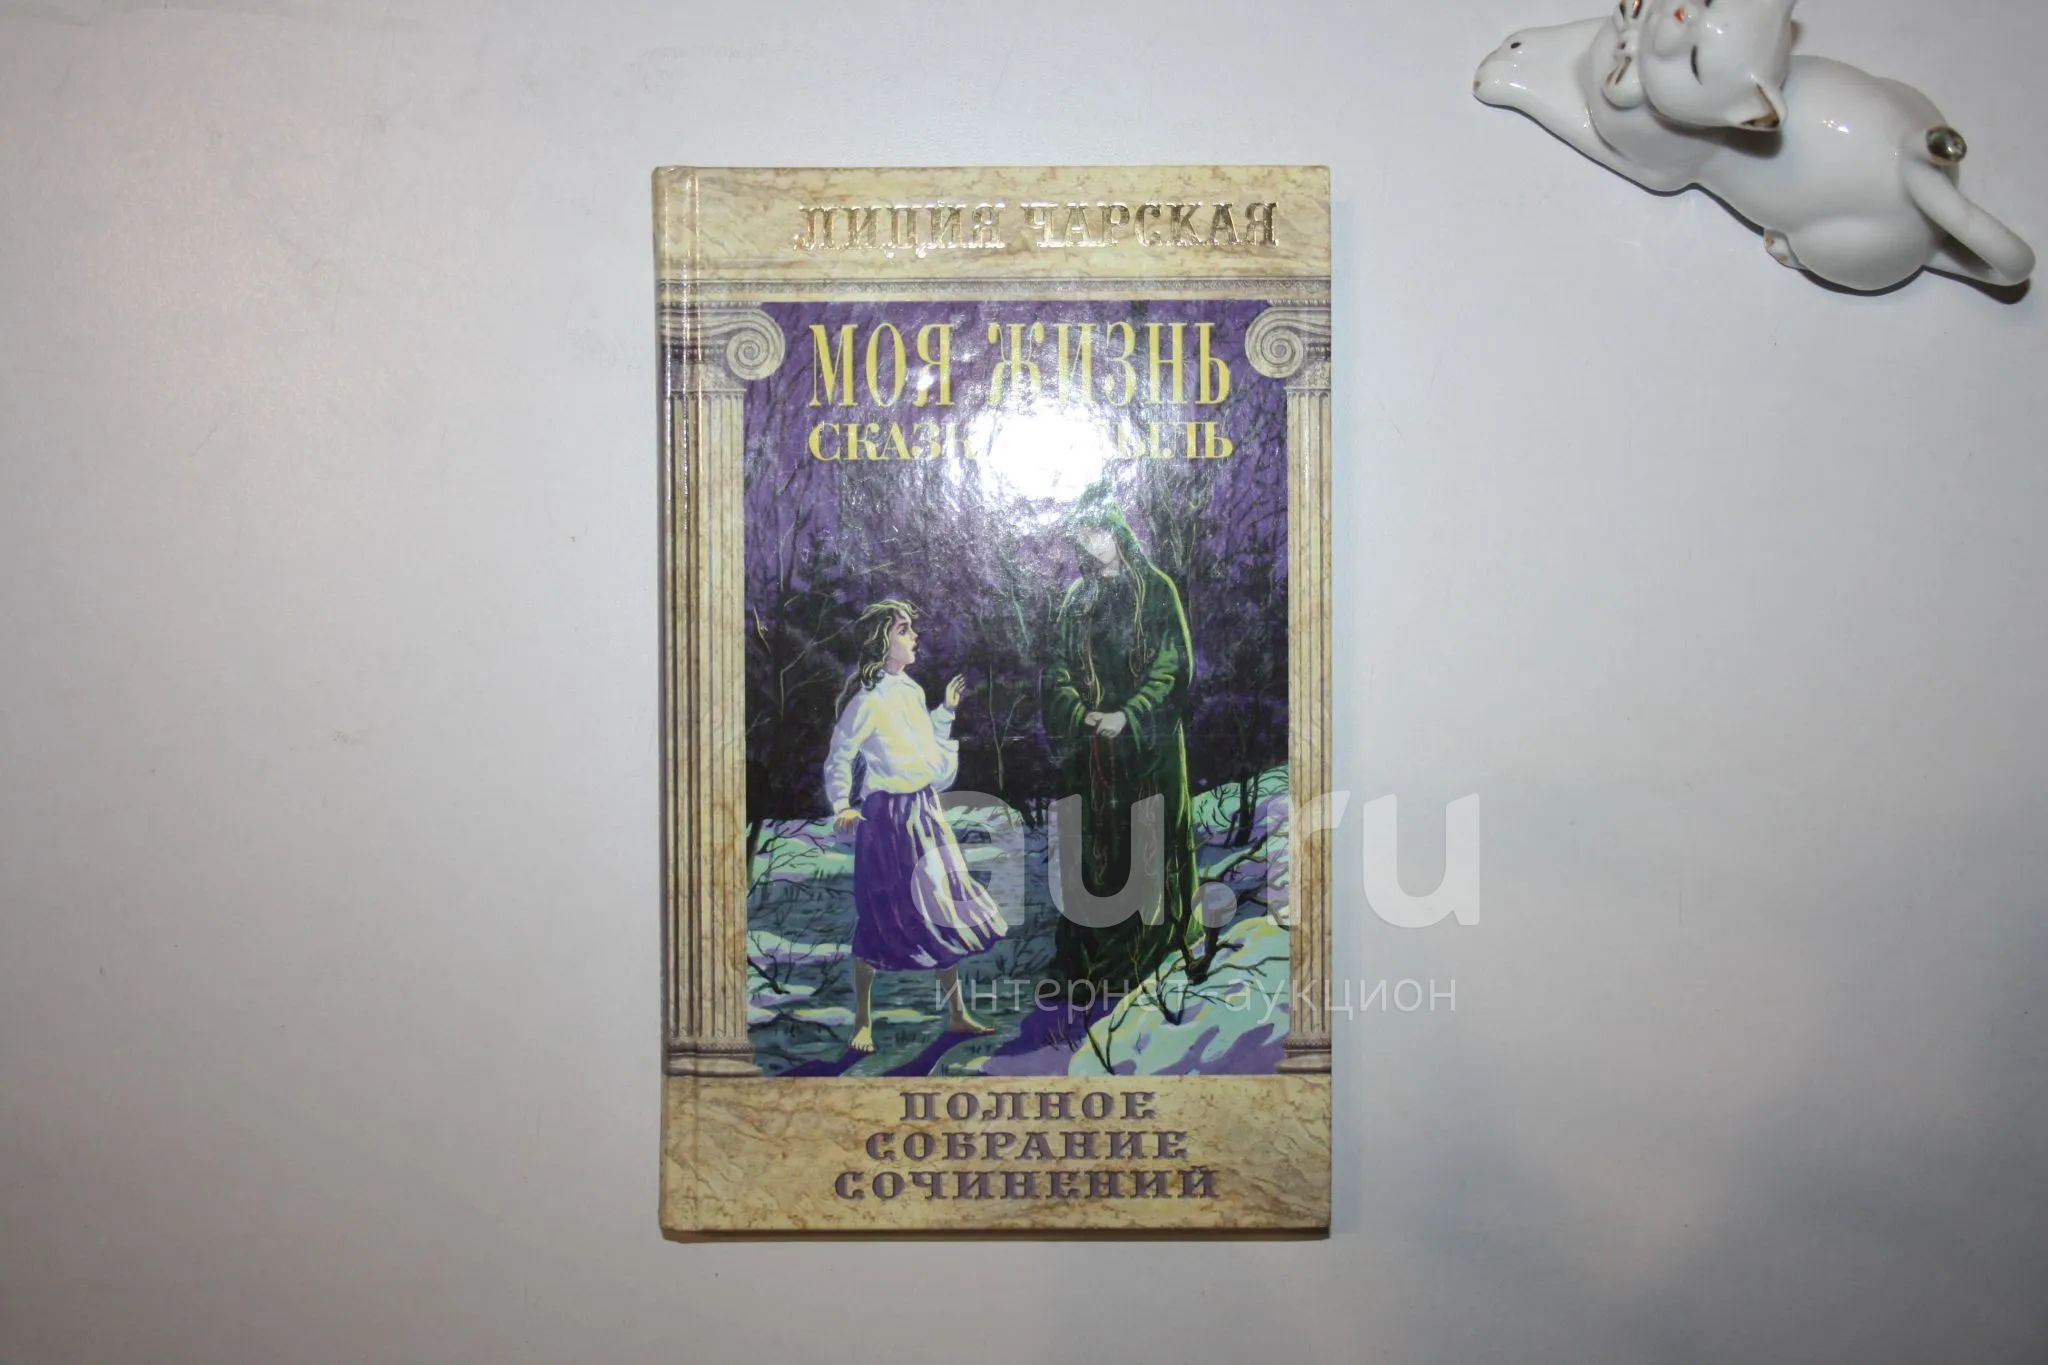 ЛИДИЯ ЧАРСКАЯ
МОЯ ЖИЗНЬ
au.ru
интернет-аукцион
ПОЛНОЕ
СОБРАНИЕ
СОЧИНЕНИЙ